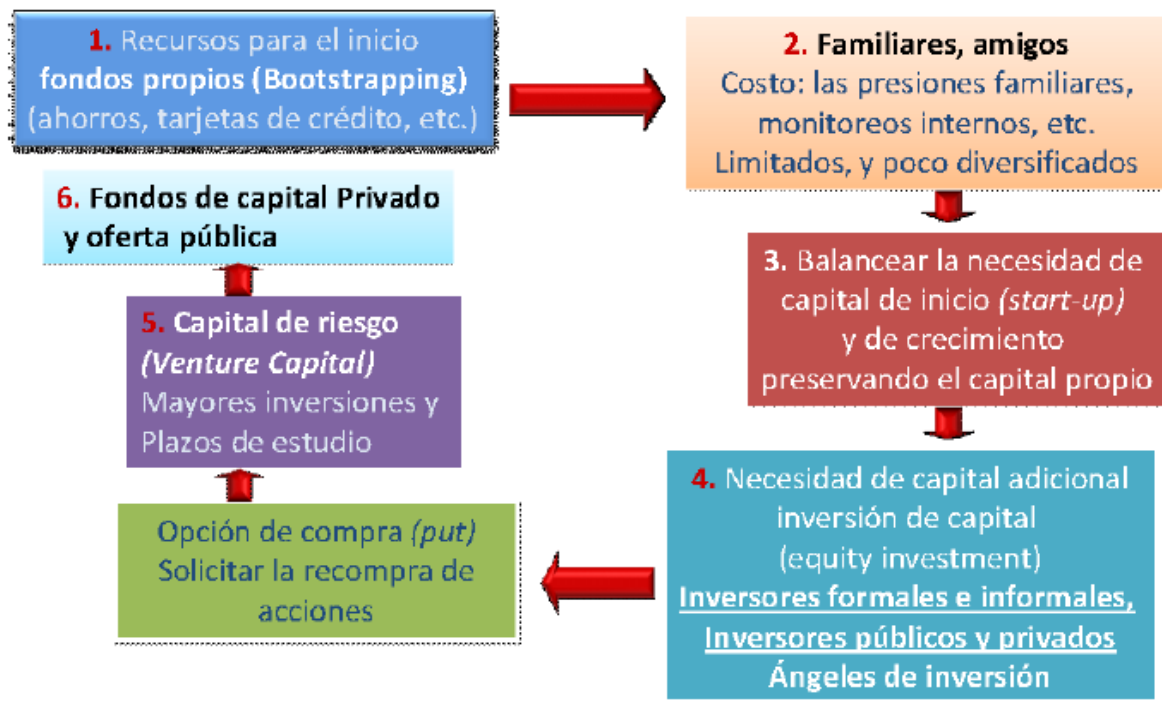 1. Recursos para el inicio
fondos propios (Bootstrapping)
(ahorros, tarjetas de crédito, etc.)
2. Familiares, amigos
Costo: las presiones familiares,
monitoreos internos, etc.
Limitados, y poco diversificados
3. Balancear la necesidad de
capital de inicio (start-up)
y de crecimiento
preservando el capital propio
4. Necesidad de capital adicional
inversión de capital
(equity investment)
Inversores formales e informales,
Inversores públicos y privados
Ángeles de inversión
Opción de compra (put)
Solicitar la recompra de
acciones
5. Capital de riesgo
(Venture Capital)
Mayores inversiones y
Plazos de estudio
6. Fondos de capital Privado
y oferta pública